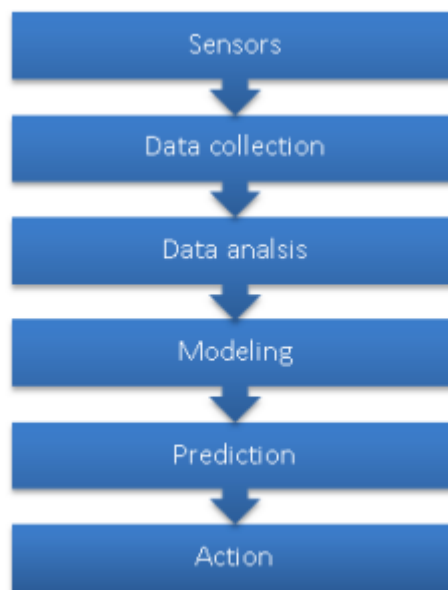 Sensors
Data collection
Data analsis
Modeling
Prediction
Action